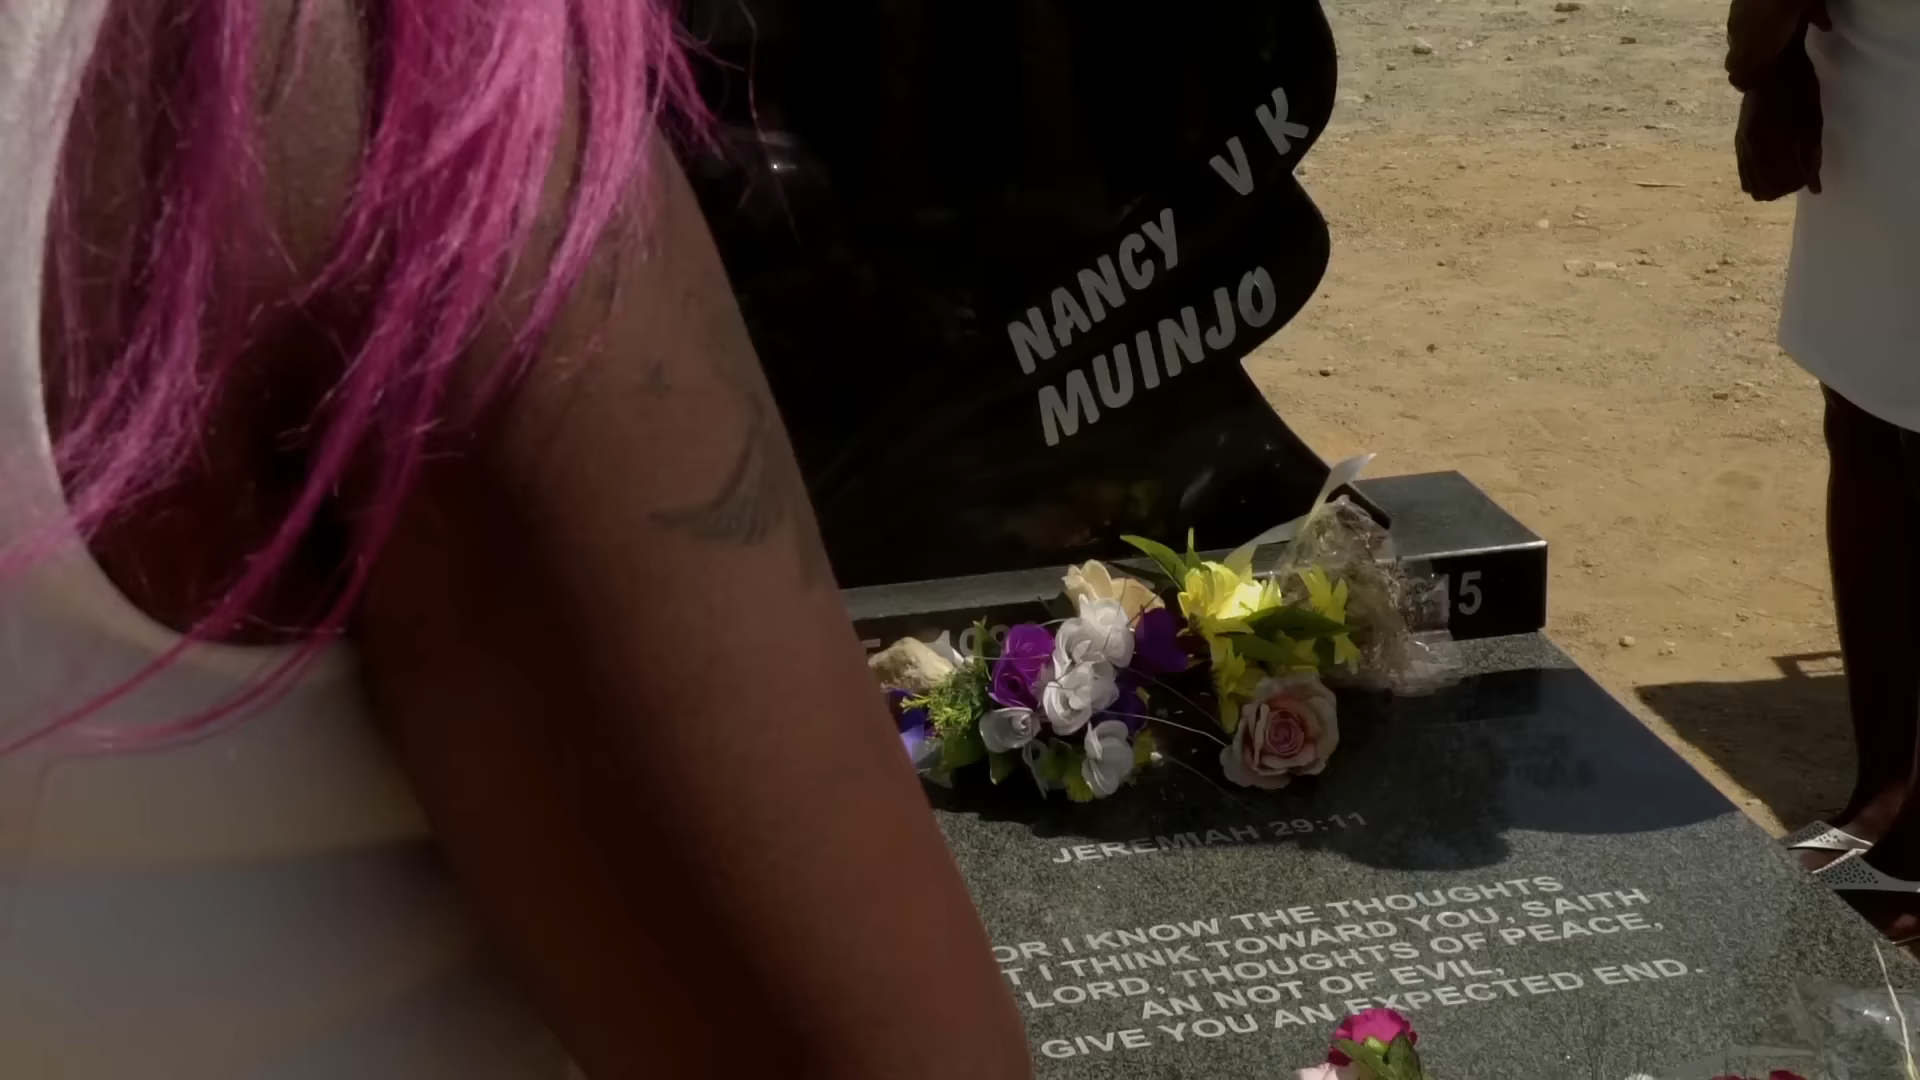 NANCY V K
MUINJO
15
JEREMIAH 29:11
OR I KNOW THE THOUGHTS
T I THINK TOWARD YOU, SAITH
LORD; THOUGHTS OF PEACE,
AN NOT OF EVIL,
GIVE YOU AN EXPECTED END.